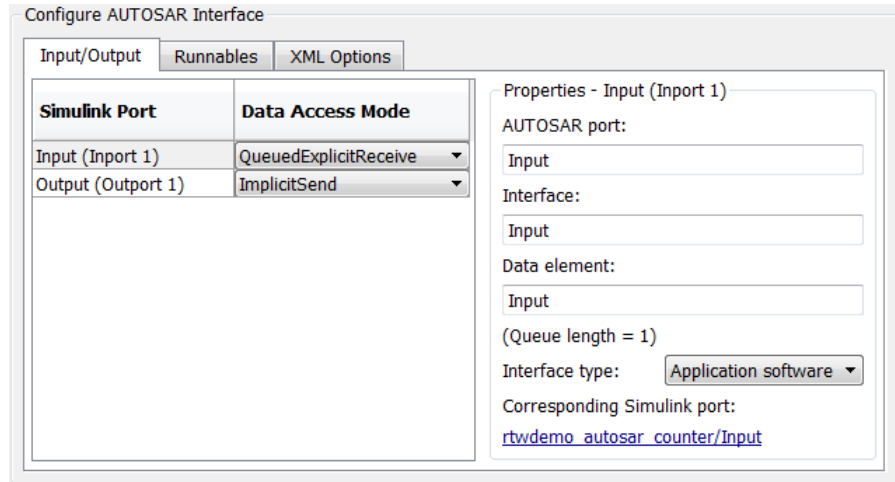 Configure AUTOSAR Interface
Input/Output Runnables XML Options
Simulink Port Data Access Mode
Input (Inport 1) QueuedExplicitReceive
Output (Outport 1) ImplicitSend
Properties - Input (Inport 1)
AUTOSAR port:
Input
Interface:
Input
Data element:
Input
(Queue length = 1)
Interface type: Application software
Corresponding Simulink port:
rtwdemo_autosar_counter/Input